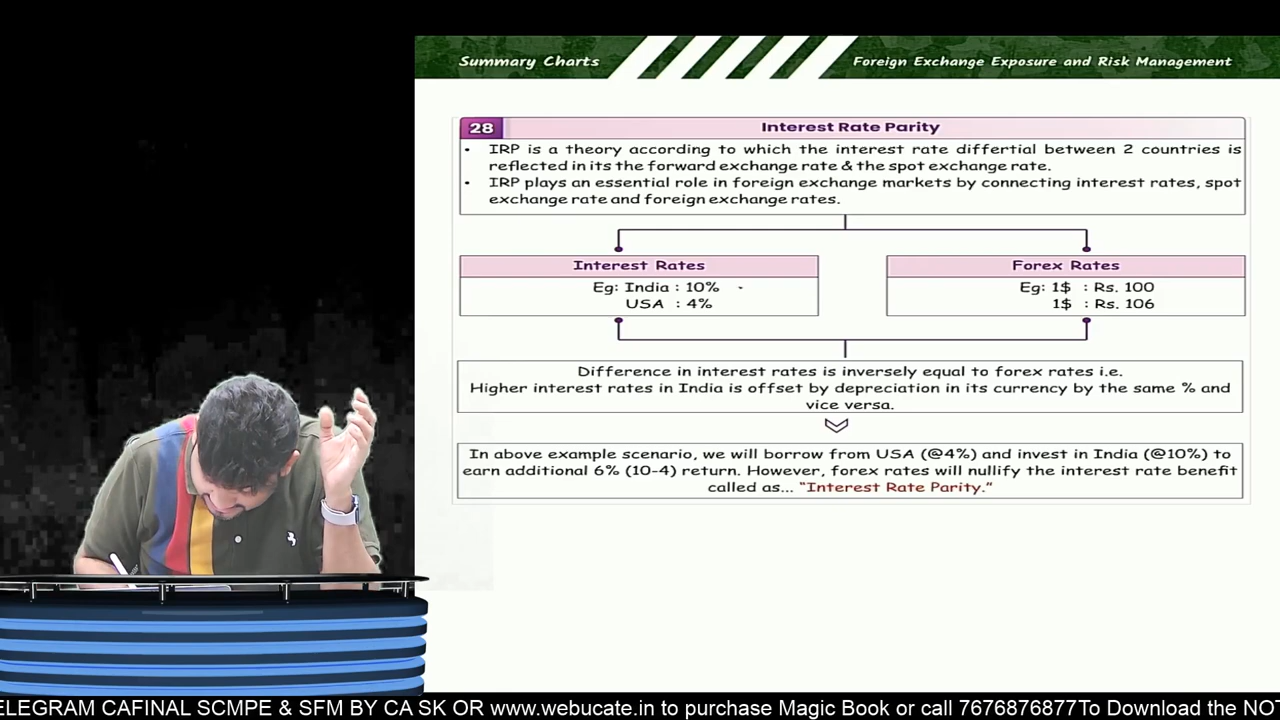 Summary Charts
Foreign Exchange Exposure and Risk Management
28
Interest Rate Parity
• IRP is a theory according to which the interest rate differtial between 2 countries is
reflected in its the forward exchange rate & the spot exchange rate.
• IRP plays an essential role in foreign exchange markets by connecting interest rates, spot
exchange rate and foreign exchange rates.
Interest Rates
Eg: India : 10%
USA : 4%
Forex Rates
Eg: 1$ : Rs. 100
1$ : Rs. 106
Difference in interest rates is inversely equal to forex rates i.e.
Higher interest rates in India is offset by depreciation in its currency by the same % and
vice versa.
In above example scenario, we will borrow from USA (@4%) and invest in India (@10%) to
earn additional 6% (10-4) return. However, forex rates will nullify the interest rate benefit
called as... “Interest Rate Parity.”
ELEGRAM CAFINAL SCMPE & SFM BY CA SK OR www.webucate.in to purchase Magic Book or call 7676876877To Download the NO